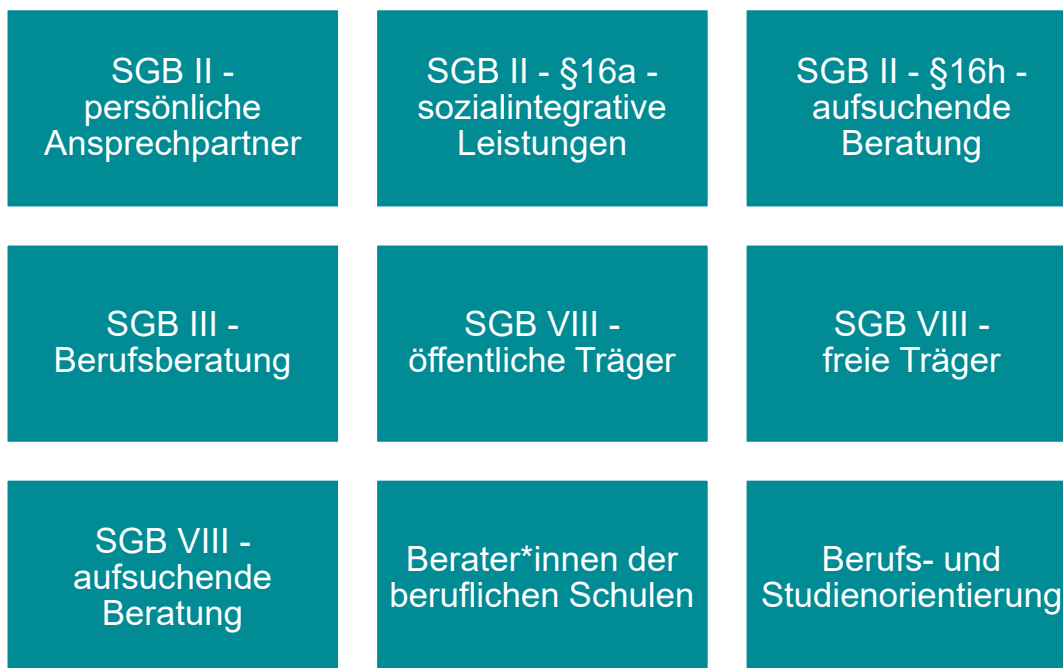 SGB II -
persönliche
Ansprechpartner
SGB II - §16a -
sozialintegrative
Leistungen
SGB II - §16h -
aufsuchende
Beratung
SGB III -
Berufsberatung
SGB VIII -
öffentliche Träger
SGB VIII -
freie Träger
SGB VIII -
aufsuchende
Beratung
Berater*innen der
beruflichen Schulen
Berufs- und
Studienorientierung